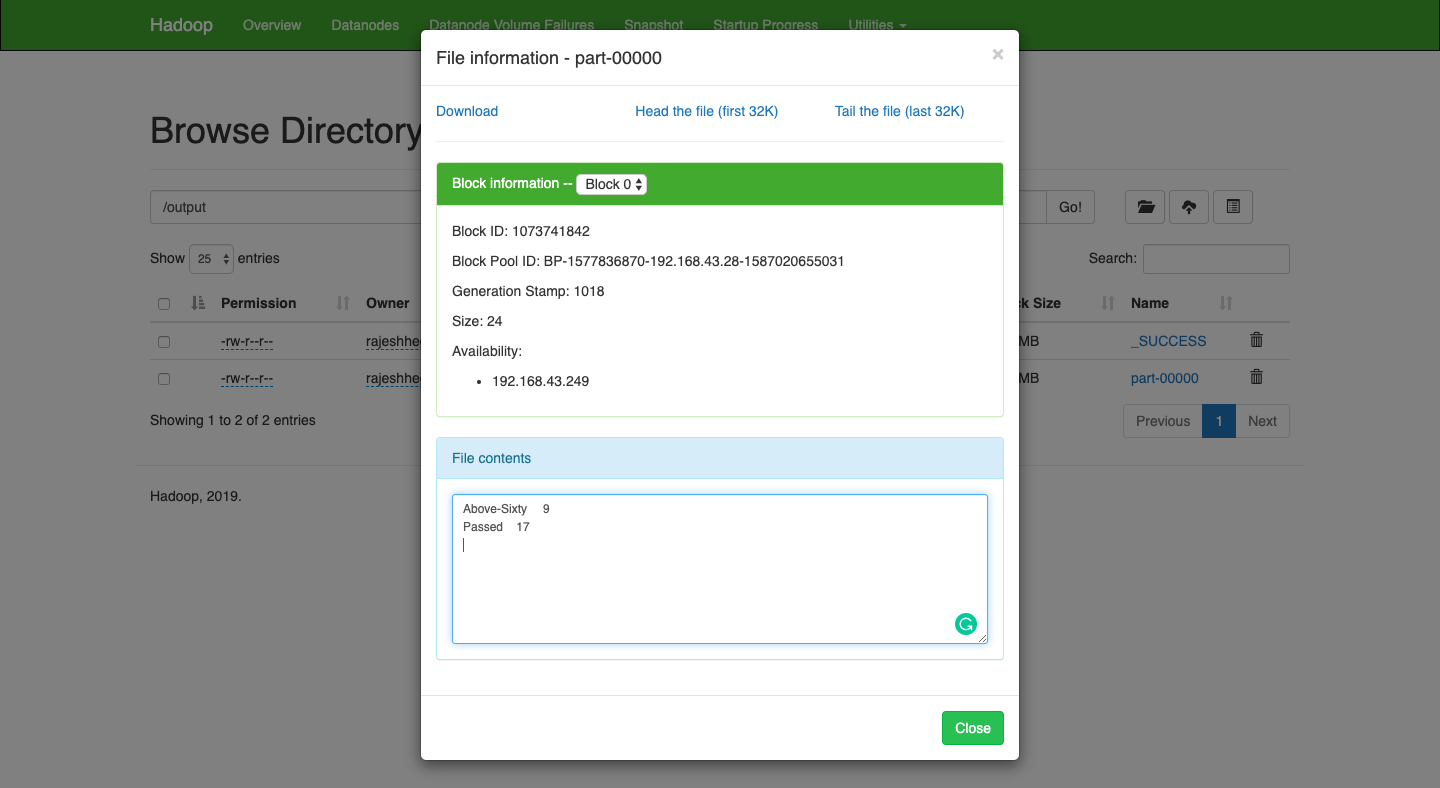 Hadoop Overview Datanodes Datanode Volume Failures Snapshot Startup Progress Utilities
File information - part-00000 ×
Download Head the file (first 32K) Tail the file (last 32K)
Browse Directory
Block information -- Block 0
/output Go!
Block ID: 1073741842
Show 25 entries Search:
Block Pool ID: BP-1577836870-192.168.43.28-1587020655031
Generation Stamp: 1018
Permission Owner Size Name
Size: 24
-rw-r--r-- MB _SUCCESS
Availability:
-rw-r--r-- MB part-00000
• 192.168.43.249
Showing 1 to 2 of 2 entries Previous 1 Next
File contents
Hadoop, 2019.
Above-Sixty 9
Passed 17
Close